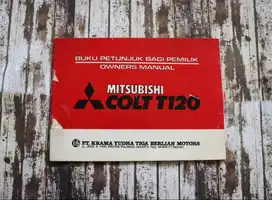 BUKU PETUNJUK BAGI PEMILIK
OWNERS MANUAL
MITSUBISHI
COLT T120
PT. KRAMA YUDHA TIGA BERLIAN MOTORS